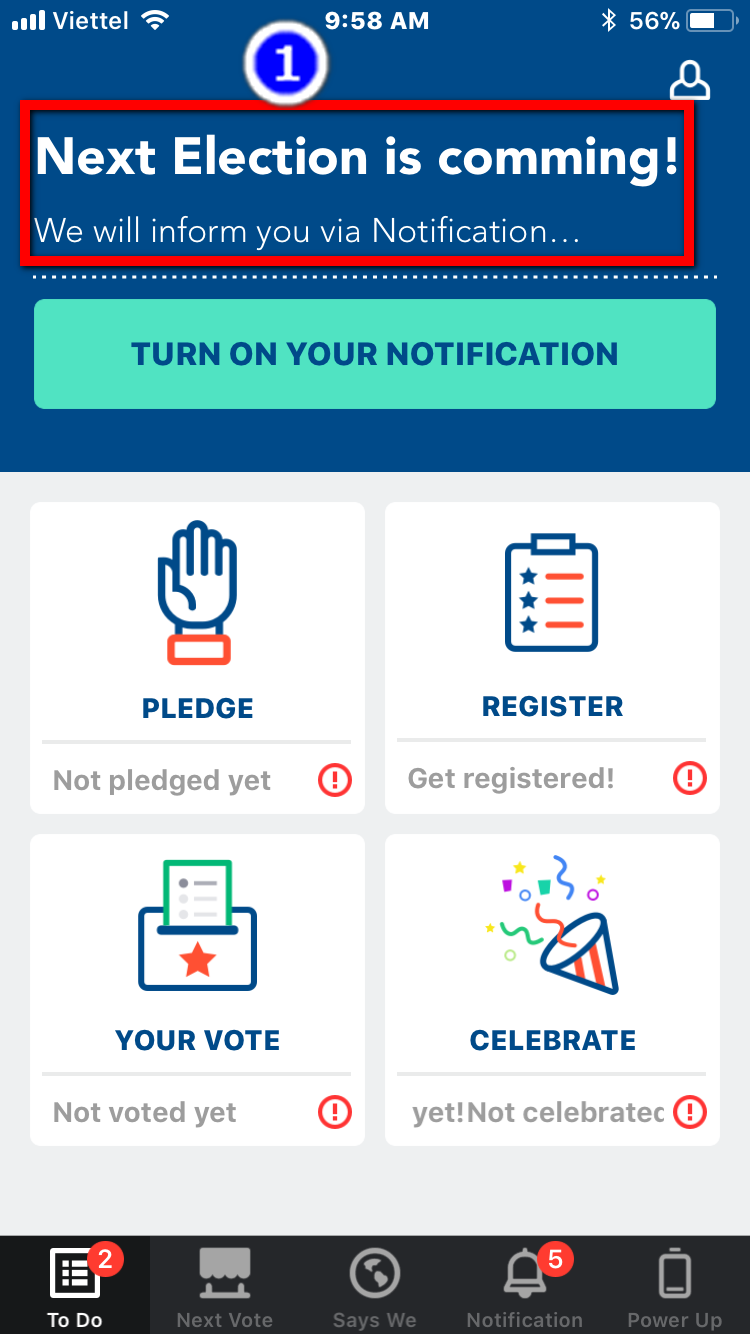 Viettel 9:58 AM 56%
1
Next Election is comming!
We will inform you via Notification...
TURN ON YOUR NOTIFICATION
PLEDGE
Not pledged yet
REGISTER
Get registered!
YOUR VOTE
Not voted yet
CELEBRATE
yet!Not celebrated
2
5
To Do
Next Vote
Says We
Notification
Power Up